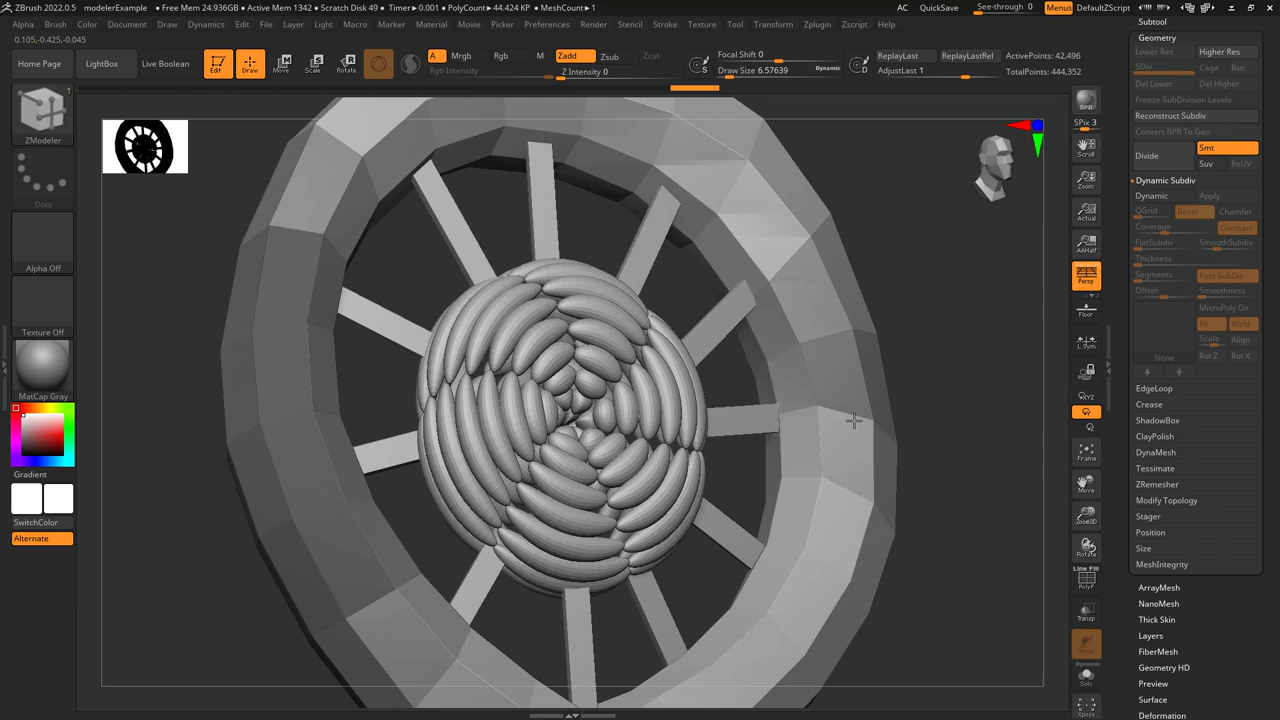 ZBrush 2022.0.5 modelerExample • Free Mem 24.936GB • Active Mem 1342 • Scratch Disk 49 • Timer▶0.001 • PolyCount▶44.424 KP • MeshCount▶1 AC QuickSave See-through 0 Menus DefaultZScript
Alpha Brush Color Document Draw Dynamics Edit File Layer Light Macro Marker Material Movie Picker Preferences Render Stencil Stroke Texture Tool Transform Zplugin Zscript Help
0.105,-0.425,-0.045
Home Page LightBox Live Boolean Edit Draw Move Scale Rotate
A Mrgb Rgb M Zadd Zsub Zcut
Rgb Intensity Z Intensity 0
Focal Shift 0
Draw Size 6.57639 Dynamic
S
D
ReplayLast ReplayLastRel
AdjustLast 1
ActivePoints: 42,496
TotalPoints: 444,352
1
ZModeler
Dots
Alpha Off
Texture Off
MatCap Gray
Gradient
SwitchColor
Alternate
BPR
SPix 3
Scroll
Zoom
Actual
AAHalf
Persp
Floor
L.Sym
XYZ
Frame
Move
Zoom3D
Rotate
Line Fill
PolyF
Transp
Ghost
Dynamic
Solo
Xpose
Subtool
Geometry
Lower Res Higher Res
SDiv Cage Rstr
Del Lower Del Higher
Freeze SubDivision Levels
Reconstruct Subdiv
Convert BPR To Geo
Divide Smt
Suv ReUV
Dynamic Subdiv
Dynamic Apply
QGrid Bevel Chamfer
Coverage Constant
FlatSubdiv SmoothSubdiv
Thickness
Segments Post SubDiv
Offset Smoothness
MicroPoly On
Fit Weld
Scale Align
None Rot Z Rot X
EdgeLoop
Crease
ShadowBox
ClayPolish
DynaMesh
Tessimate
ZRemesher
Modify Topology
Stager
Position
Size
MeshIntegrity
ArrayMesh
NanoMesh
Thick Skin
Layers
FiberMesh
Geometry HD
Preview
Surface
Deformation